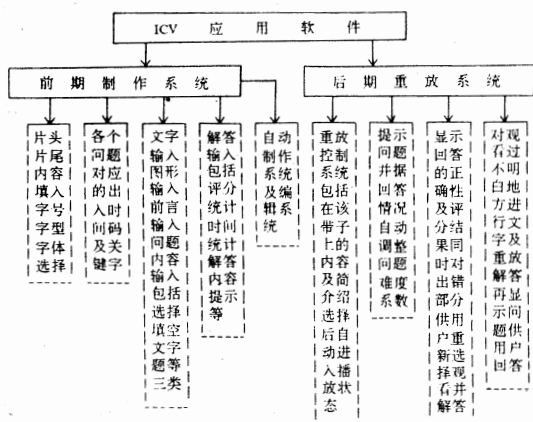 ICV 应用软件
前期制作系统
后期重放系统
片头
片尾
内容
填入
字号
字型
字体
选择
各个
问题
对应
的出
入时
间码
及关
键字
文字
输入
图形
输入
前言
输入
问题
内容
输入
包括
选择
填空
文字
题等
三类
解答
输入
包括
评分
统计
时间
统计
解答
内容
提示
等
自动
制作
系统
及编
辑系
统
重放
控制
系统
包括
在该
带子
上的
内容
及简
介绍
选择
后自
动进
入播
放状
态
提示
问题
并据
回答
情况
自动
调整
问题
难度
系數
显示
回答
的正
确性
及评
分结
果同
时对
出错
部分
供用
户重
新选
择观
看并
解答
对观
看过
不明
白地
方进
行文
字及
重放
解答
再显
示问
题供
用户
回答